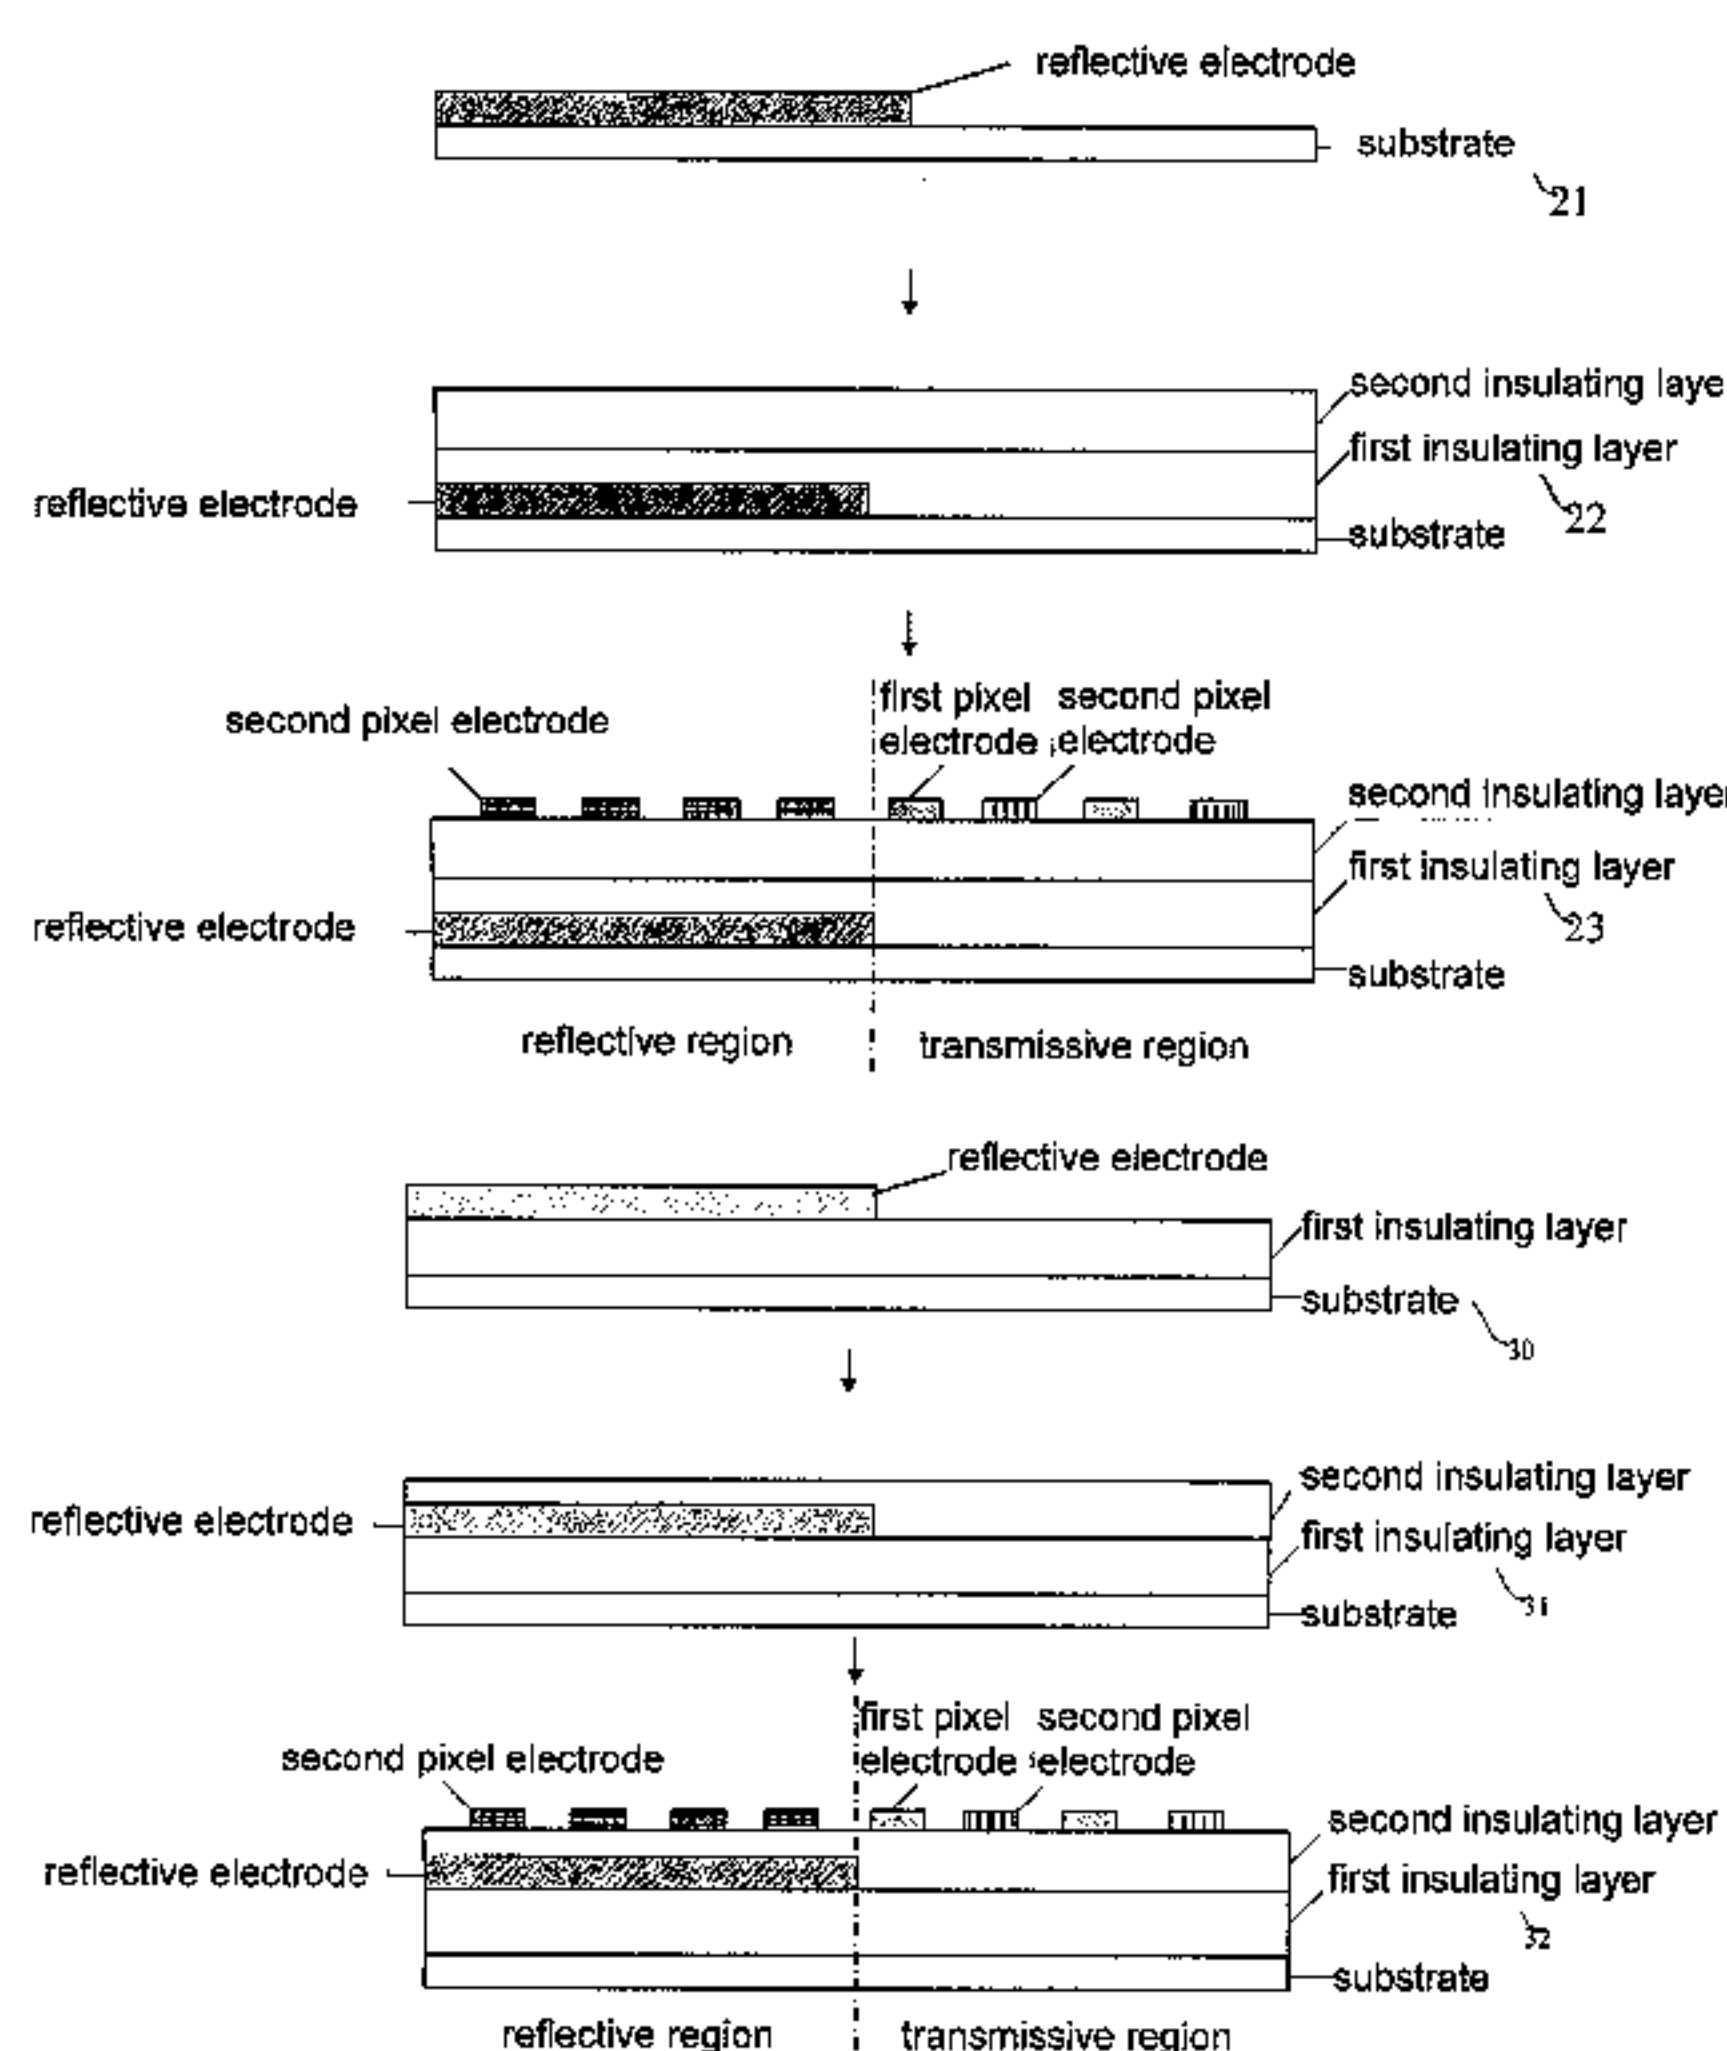 reflective electrode
substrate
21
second insulating laye
first insulating layer
reflective electrode
22
substrate
first pixel second pixel
second pixel electrode
electrode electrode
second insulating layer
first insulating layer
reflective electrode
23
substrate
reflective region
transmissive region
reflective electrode
first insulating layer
substrate
30
second insulating layer
reflective electrode
first insulating layer
31
substrate
first pixel second pixel
second pixel electrode
electrode electrode
second insulating layer
reflective electrode
first insulating layer
32
substrate
reflective region
transmissive region